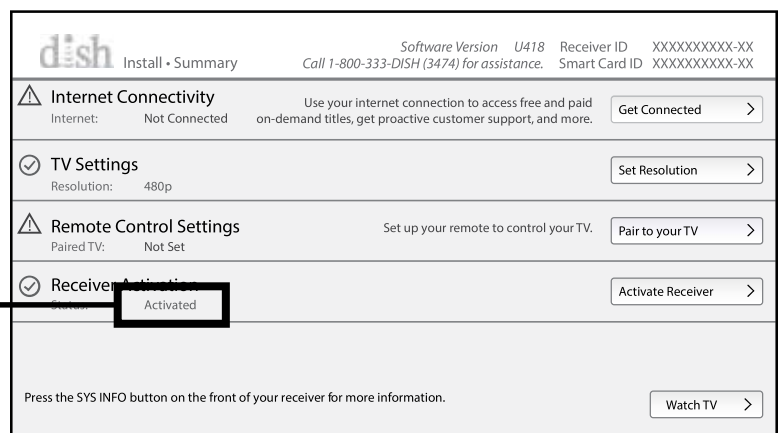 dish Install • Summary
Software Version U418 Receiver ID XXXXXXXXXX-XX
Call 1-800-333-DISH (3474) for assistance. Smart Card ID XXXXXXXXXX-XX
Internet Connectivity
Internet: Not Connected
Use your internet connection to access free and paid
on-demand titles, get proactive customer support, and more.
Get Connected
TV Settings
Resolution: 480p
Set Resolution
Remote Control Settings
Paired TV: Not Set
Set up your remote to control your TV.
Pair to your TV
Receiver Activation
Status: Activated
Activate Receiver
Press the SYS INFO button on the front of your receiver for more information.
Watch TV